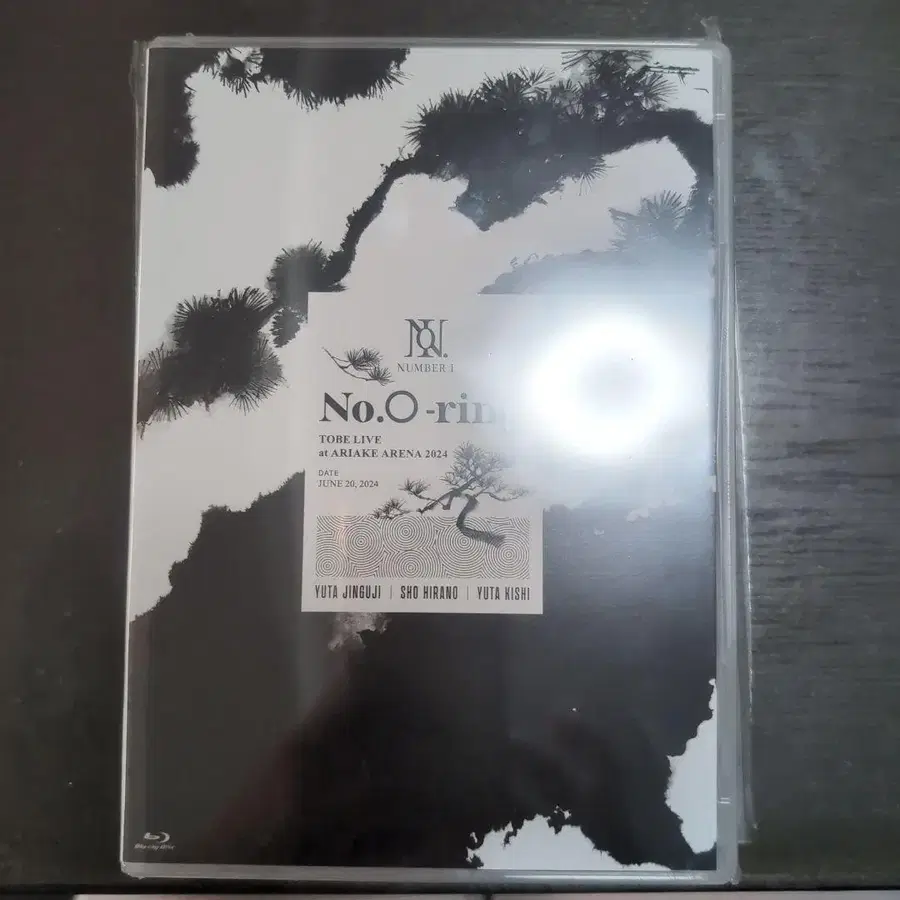 NUMBER I
No.O -rin
TOBE LIVE
at ARIAKE ARENA 2024
DATE
JUNE 20, 2024
YUTA JINGUJI | SHO HIRANO | YUTA KISHI
Blu-ray Disc